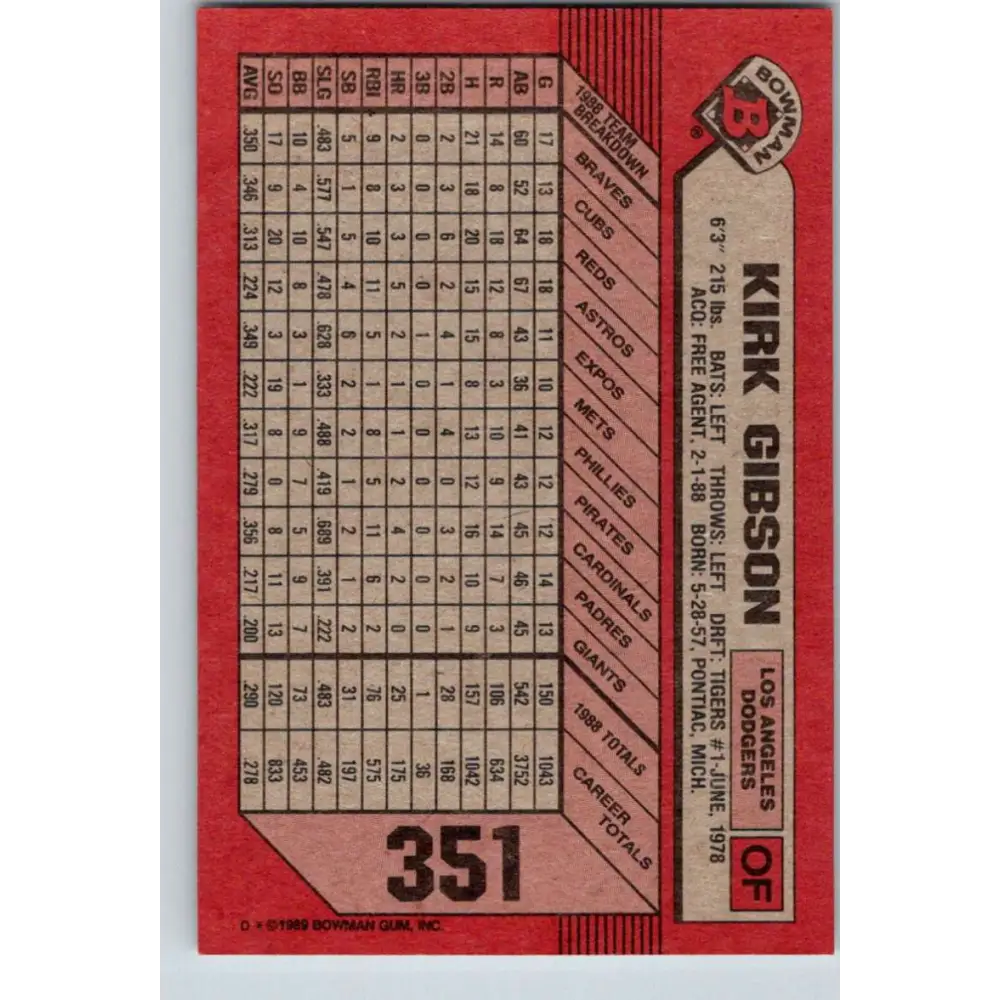 BOWMAN
B
®
KIRK GIBSON
LOS ANGELES
DODGERS
OF
6'3" 215 lbs. BATS: LEFT THROWS: LEFT DRFT: TIGERS #1-JUNE, 1978
ACQ: FREE AGENT, 2-1-88 BORN: 5-28-57, PONTIAC, MICH.
1988 TEAM
BREAKDOWN
BRAVES
CUBS
REDS
ASTROS
EXPOS
METS
PHILLIES
PIRATES
CARDINALS
PADRES
GIANTS
1988 TOTALS
CAREER
TOTALS
G 17 13 18 18 11 10 12 12 12 14 13 150 1043
AB 60 52 64 67 43 36 41 43 45 46 45 542 3752
R 14 8 18 12 8 3 10 9 14 7 3 106 634
H 21 18 20 15 15 8 13 12 16 10 9 157 1042
2B 2 3 6 2 4 1 4 0 3 2 1 28 168
3B 0 0 0 0 1 0 0 0 0 0 0 1 36
HR 2 3 3 5 2 1 1 2 4 2 0 25 175
RBI 9 8 10 11 5 1 8 5 11 6 2 76 575
SB 5 1 5 4 6 2 2 1 2 1 2 31 197
SLG .483 .577 .547 .478 .628 .333 .488 .419 .689 .391 .222 .483 .482
BB 10 4 10 8 3 1 9 7 5 9 7 73 453
SO 17 9 20 12 3 19 8 0 8 11 13 120 833
AVG .350 .346 .313 .224 .349 .222 .317 .279 .356 .217 .200 .290 .278
351
D * ©1989 BOWMAN GUM, INC.